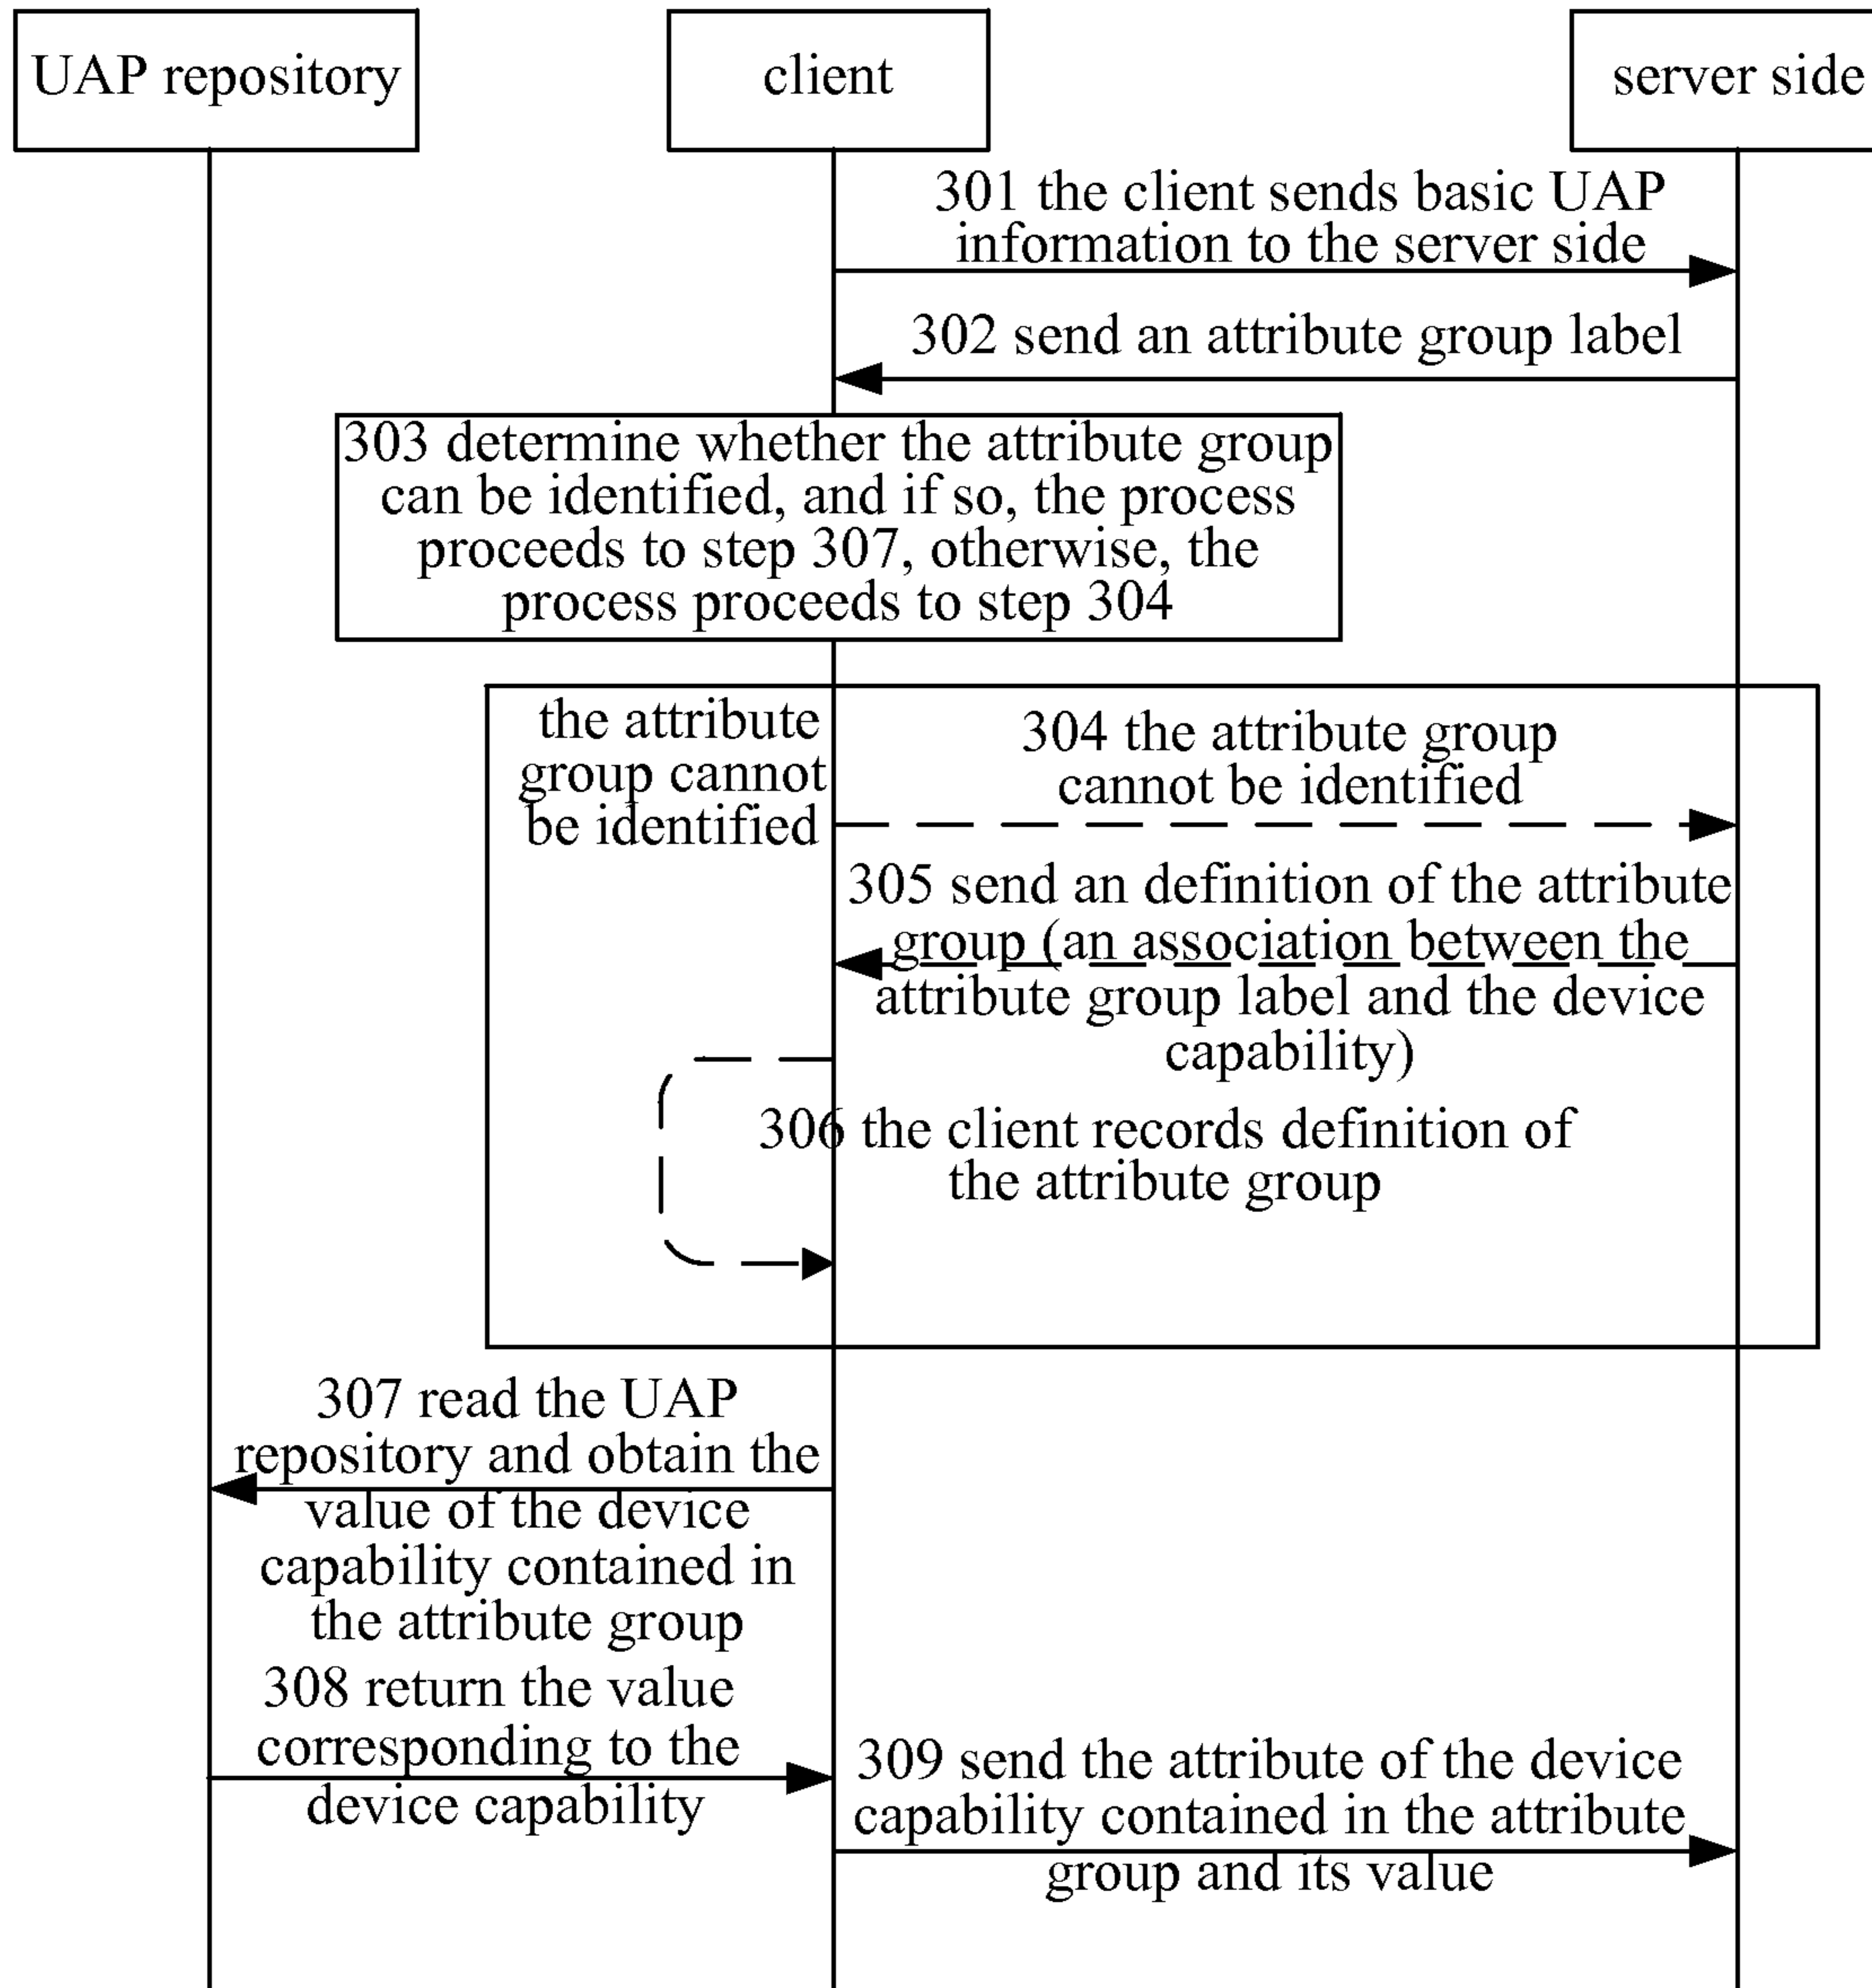 UAP repository
client
server side
301 the client sends basic UAP
information to the server side
302 send an attribute group label
303 determine whether the attribute group
can be identified, and if so, the process
proceeds to step 307, otherwise, the
process proceeds to step 304
the attribute
group cannot
be identified
304 the attribute group
cannot be identified
305 send an definition of the attribute
group (an association between the
attribute group label and the device
capability)
306 the client records definition of
the attribute group
307 read the UAP
repository and obtain the
value of the device
capability contained in
the attribute group
308 return the value
corresponding to the
device capability
309 send the attribute of the device
capability contained in the attribute
group and its value